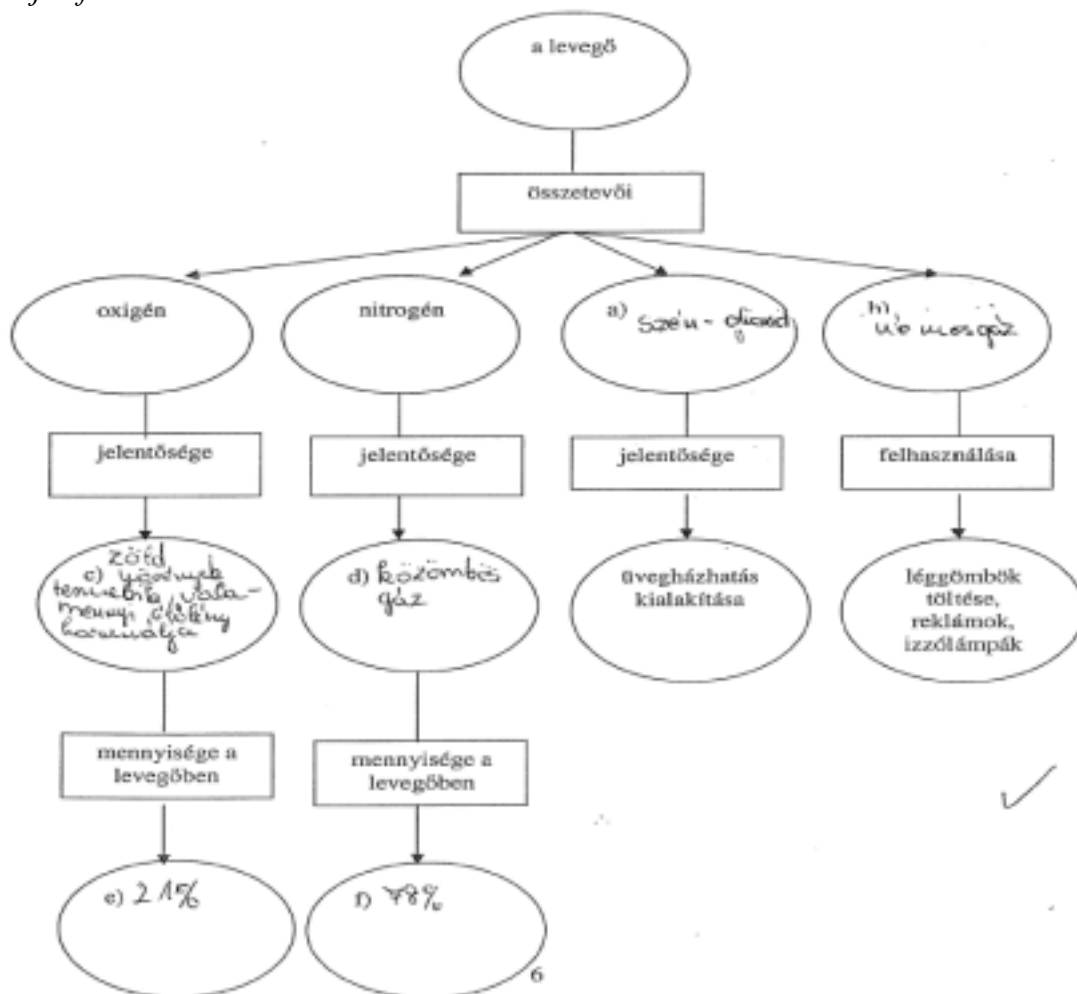 a levegő
összetevői
oxigén
nitrogén
a) szén-dioxid
h) nemesgáz
jelentősége
jelentősége
jelentősége
felhasználása
zöld
c) növények
termelik, vala-
mennyi élőlény
használja
d) közömbös
gáz
üvegházhatás
kialakítása
léggömbök
töltése,
reklámok,
izzólámpák
mennyisége a
levegőben
mennyisége a
levegőben
e) 21%
f) 78%
6